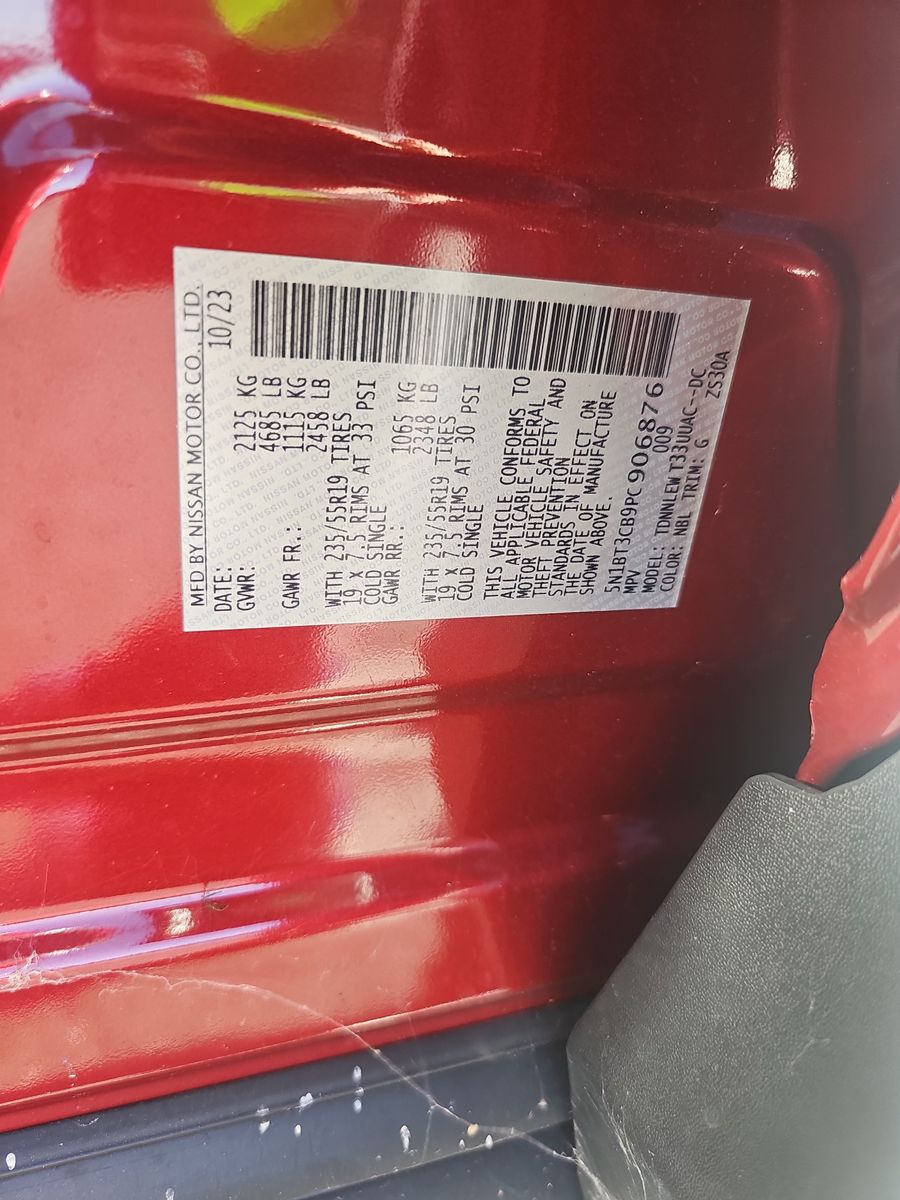 MFD BY NISSAN MOTOR CO., LTD.
DATE: 10/23
GVWR: 2125 KG
4685 LB
GAWR FR.: 1115 KG
2458 LB
WITH 235/55R19 TIRES
19 x 7.5 RIMS AT 33 PSI
COLD SINGLE
GAWR RR.: 1065 KG
2348 LB
WITH 235/55R19 TIRES
19 x 7.5 RIMS AT 30 PSI
COLD SINGLE
THIS VEHICLE CONFORMS TO
ALL APPLICABLE FEDERAL
MOTOR VEHICLE SAFETY AND
THEFT PREVENTION
STANDARDS IN EFFECT ON
THE DATE OF MANUFACTURE
SHOWN ABOVE.
5N1BT3CB9PC906876
MPV 0009
MODEL: TDNNLEW T33UUAC--DC
COLOR: NBL TRIM: G ZS30A